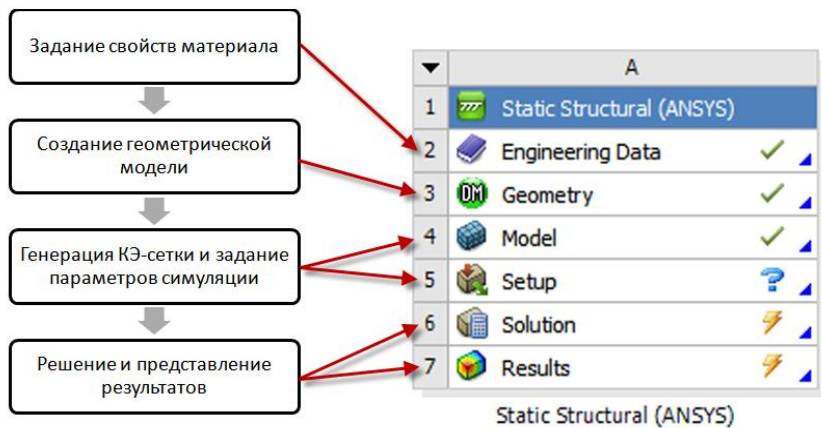 Задание свойств материала
Создание геометрической
модели
Генерация КЭ-сетки и задание
параметров симуляции
Решение и представление
результатов
A
1 Static Structural (ANSYS)
2 Engineering Data
3 DM Geometry
4 Model
5 Setup
6 Solution
7 Results
Static Structural (ANSYS)